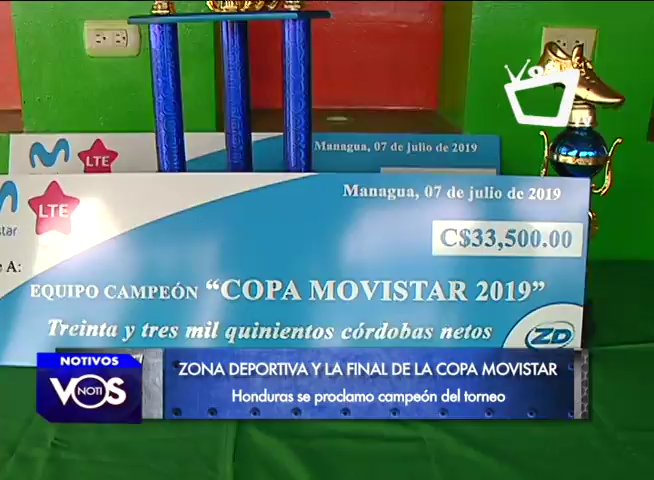 LTE
Managua, 07 de julio de 2019
LTE
Managua, 07 de julio de 2019
star
C$33,500.00
A:
EQUIPO CAMPEÓN “COPA MOVISTAR 2019”
Treinta y tres mil quinientos córdobas netos
ZD
NOTIVOS
VOS
NOTI
ZONA DEPORTIVA Y LA FINAL DE LA COPA MOVISTAR
Honduras se proclamo campeón del torneo